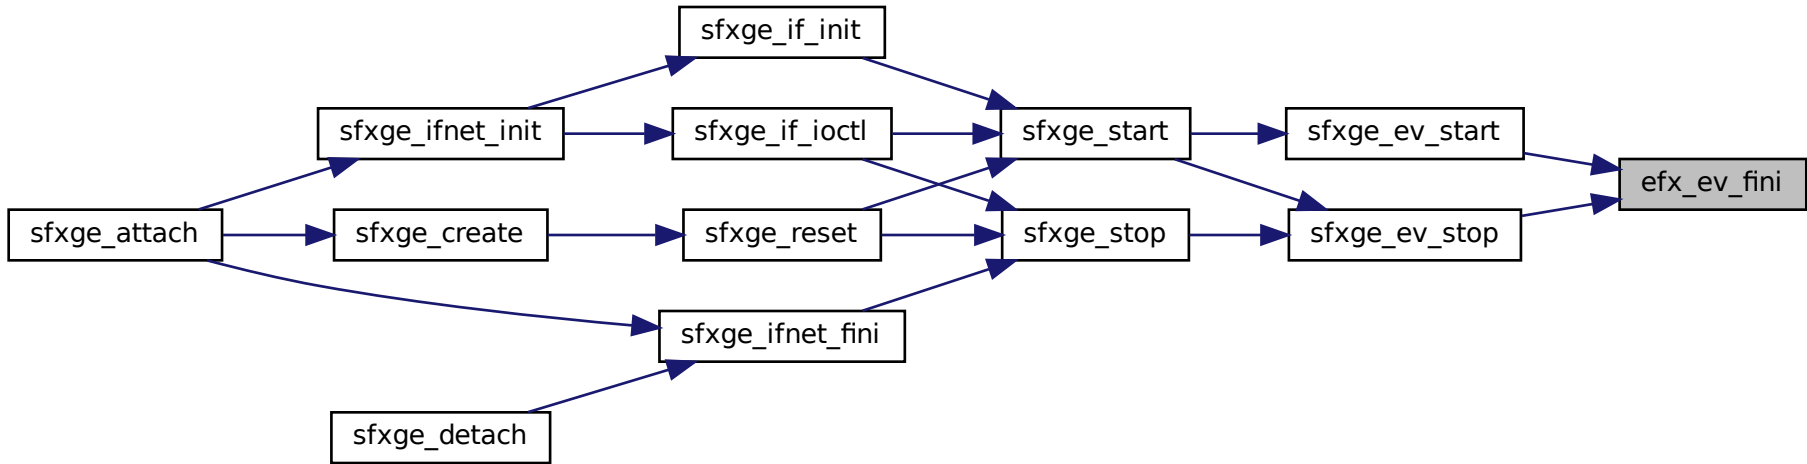 sfxge_if_init
sfxge_ifnet_init
sfxge_if_ioctl
sfxge_start
sfxge_ev_start
efx_ev_fini
sfxge_attach
sfxge_create
sfxge_reset
sfxge_stop
sfxge_ev_stop
sfxge_ifnet_fini
sfxge_detach